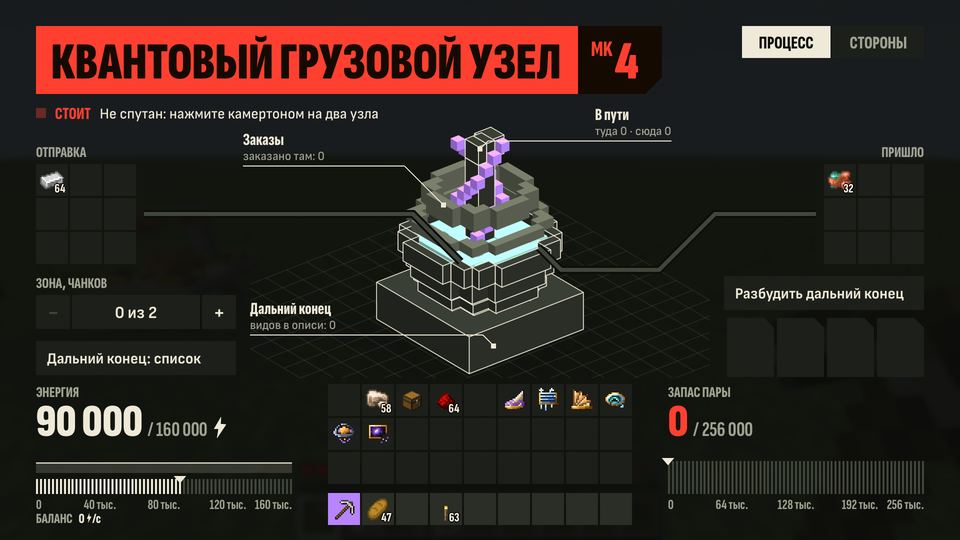 КВАНТОВЫЙ ГРУЗОВОЙ УЗЕЛ МК 4
ПРОЦЕСС СТОРОНЫ
СТОИТ Не спутан: нажмите камертоном на два узла
В пути
туда 0 · сюда 0
Заказы
заказано там: 0
ОТПРАВКА
ПРИШЛО
64
32
ЗОНА, ЧАНКОВ
− 0 из 2 +
Разбудить дальний конец
Дальний конец
видов в описи: 0
Дальний конец: список
ЭНЕРГИЯ
90 000 / 160 000
ЗАПАС ПАРЫ
0 / 256 000
58 64
0 40 тыс. 80 тыс. 120 тыс. 160 тыс.
0 64 тыс. 128 тыс. 192 тыс. 256 тыс.
БАЛАНС 0 /с
47 63